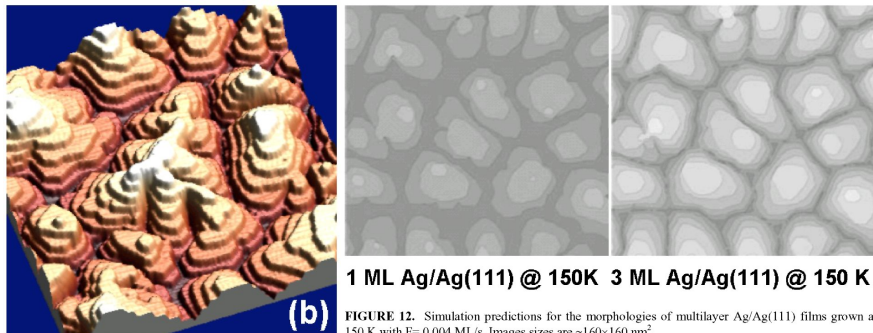 (b)
1 ML Ag/Ag(111) @ 150K 3 ML Ag/Ag(111) @ 150 K
FIGURE 12. Simulation predictions for the morphologies of multilayer Ag/Ag(111) films grown a
150 K with F= 0.004 ML/s. Images sizes are ~160×160 nm²